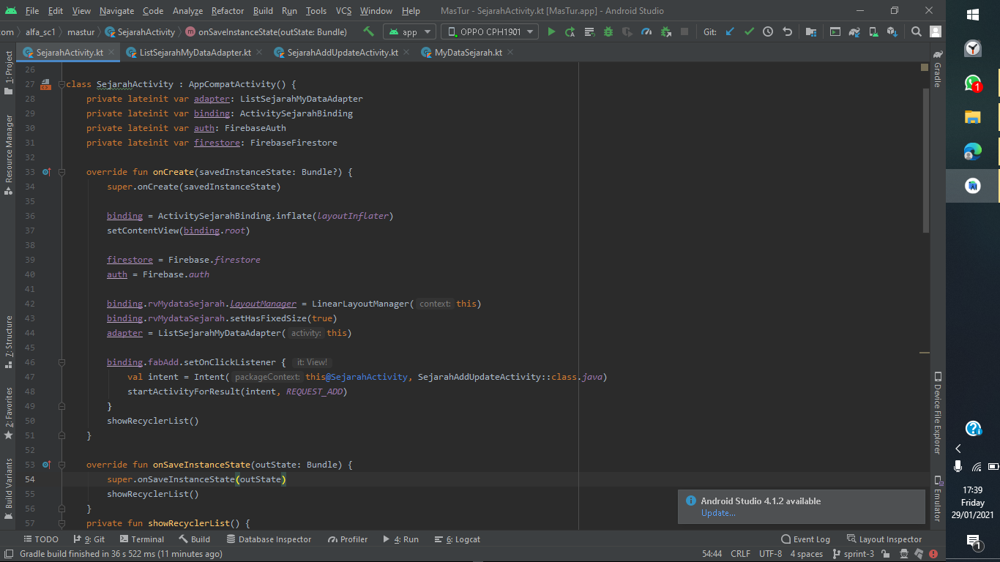 File Edit View Navigate Code Analyze Refactor Build Run Tools VCS Window Help MasTur - SejarahActivity.kt [MasTur.app] - Android Studio
om alfa_sc1 mastur SejarahActivity onSaveInstanceState(outState: Bundle) app OPPO CPH1901 Git:
SejarahActivity.kt ListSejarahMyDataAdapter.kt SejarahAddUpdateActivity.kt MyDataSejarah.kt
1: Project
Resource Manager
7: Structure
2: Favorites
Build Variants
26
27 class SejarahActivity : AppCompatActivity() {
28 private lateinit var adapter: ListSejarahMyDataAdapter
29 private lateinit var binding: ActivitySejarahBinding
30 private lateinit var auth: FirebaseAuth
31 private lateinit var firestore: FirebaseFirestore
32
33 override fun onCreate(savedInstanceState: Bundle?) {
34 super.onCreate(savedInstanceState)
35
36 binding = ActivitySejarahBinding.inflate(layoutInflater)
37 setContentView(binding.root)
38
39 firestore = Firebase.firestore
40 auth = Firebase.auth
41
42 binding.rvMydataSejarah.layoutManager = LinearLayoutManager( context: this)
43 binding.rvMydataSejarah.setHasFixedSize(true)
44 adapter = ListSejarahMyDataAdapter( activity: this)
45
46 binding.fabAdd.setOnClickListener { it: View!
47 val intent = Intent( packageContext: this@SejarahActivity, SejarahAddUpdateActivity::class.java)
48 startActivityForResult(intent, REQUEST_ADD)
49 }
50 showRecyclerList()
51 }
52
53 override fun onSaveInstanceState(outState: Bundle) {
54 super.onSaveInstanceState(outState)
55 showRecyclerList()
56 }
57 private fun showRecyclerList() {
Gradle
Device File Explorer
Emulator
Android Studio 4.1.2 available
Update...
TODO 9: Git Terminal Build Database Inspector Profiler 4: Run 6: Logcat Event Log Layout Inspector
Gradle build finished in 36 s 522 ms (11 minutes ago) 54:44 CRLF UTF-8 4 spaces sprint-3
1
17:39
Friday
29/01/2021
1